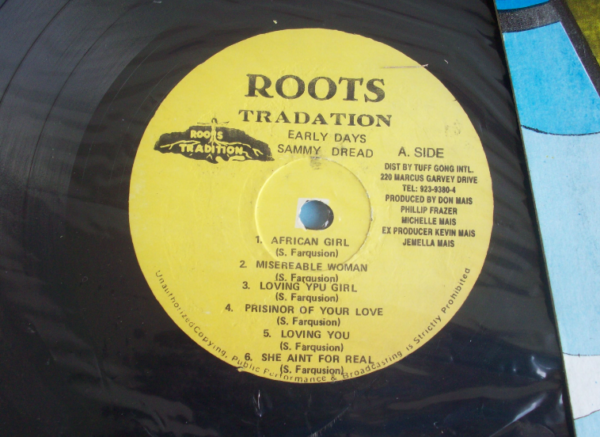 ROOTS
TRADATION
ROOTS
TRADITION
EARLY DAYS
SAMMY DREAD
A. SIDE
DIST BY TUFF GONG INTL.
220 MARCUS GARVEY DRIVE
TEL: 923-9380-4
PRODUCED BY DON MAIS
PHILLIP FRAZER
MICHELLE MAIS
EX PRODUCER KEVIN MAIS
JEMELLA MAIS
1. AFRICAN GIRL
(S. Farqusion)
2. MISEREABLE WOMAN
(S. Farqusion)
3. LOVING YPU GIRL
(S. Farqusion)
4. PRISINOR OF YOUR LOVE
(S. Farqusion)
5. LOVING YOU
(S. Farqusion)
6. SHE AINT FOR REAL
(S. Farqusion)
Unauthorized Copying, Public Performance & Broadcasting is Strictly Prohibited